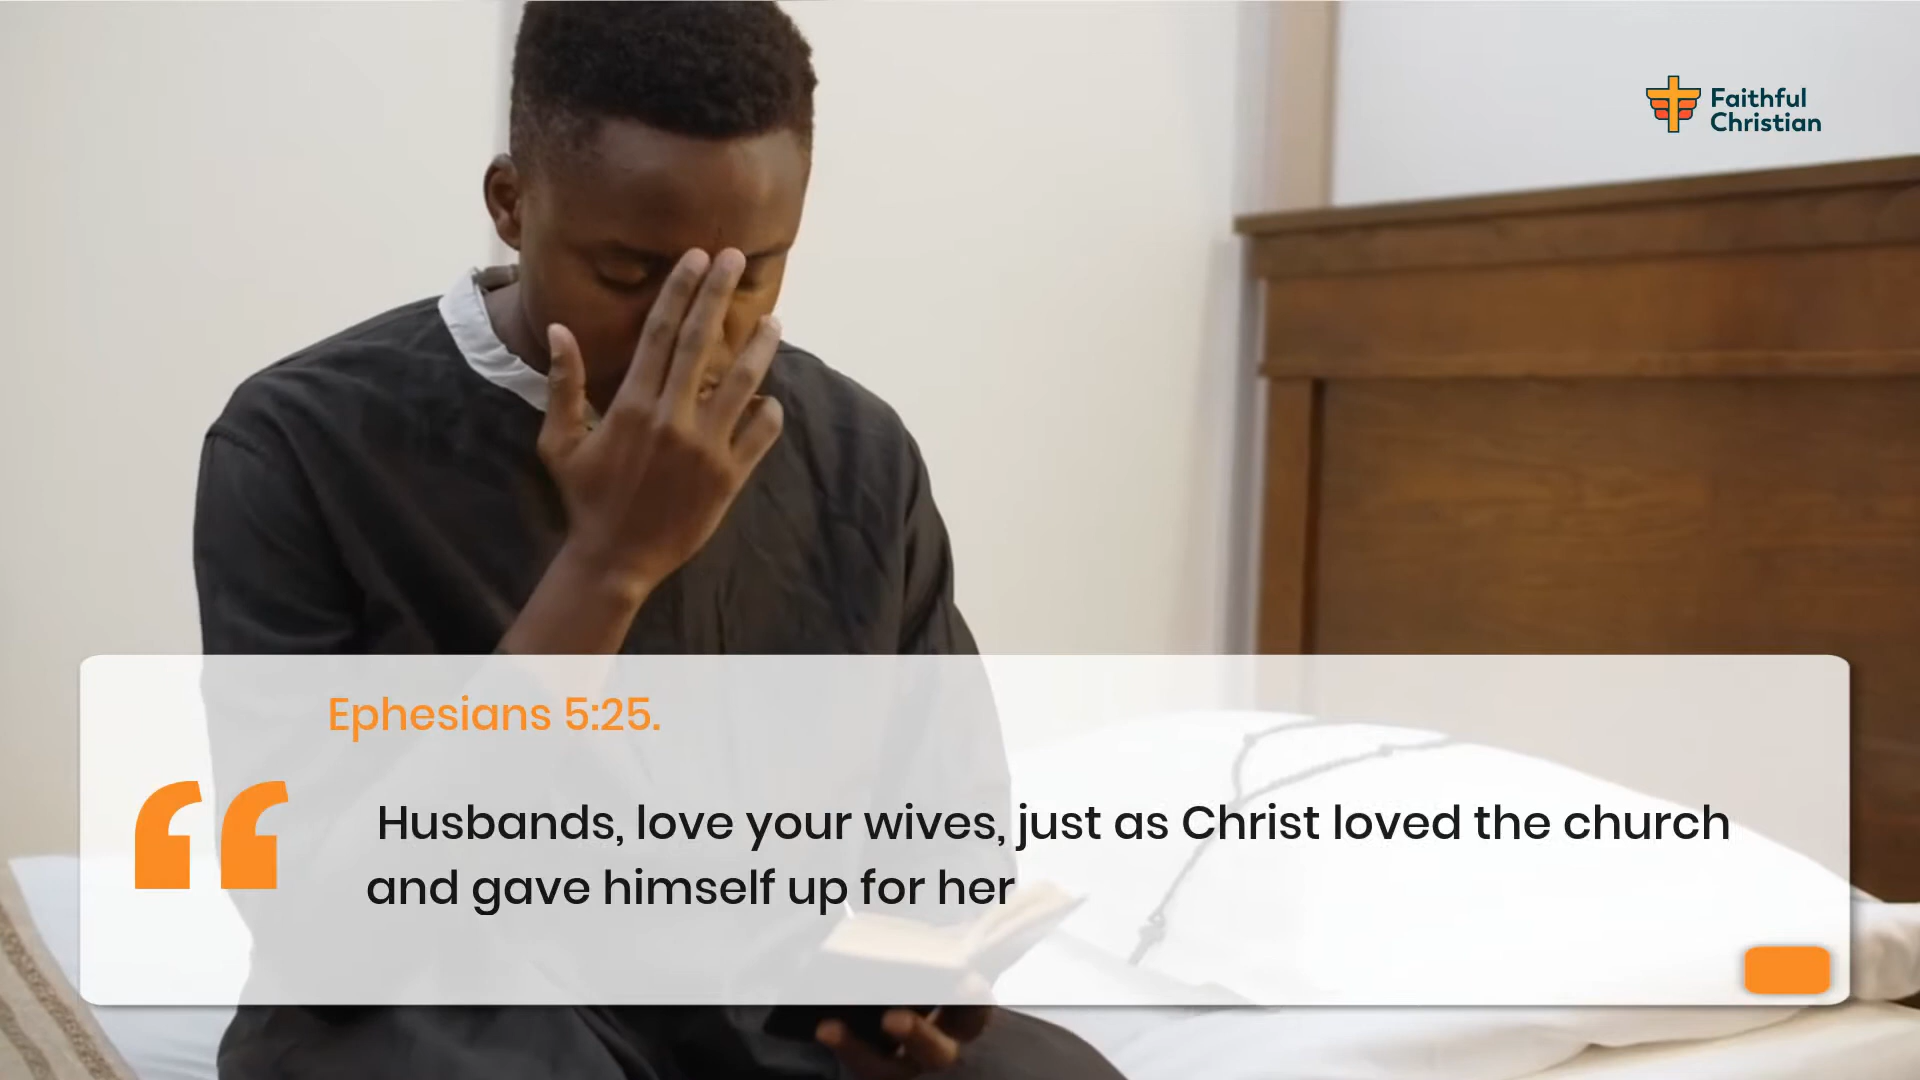 Faithful
Christian
Ephesians 5:25.
“
Husbands, love your wives, just as Christ loved the church
and gave himself up for her